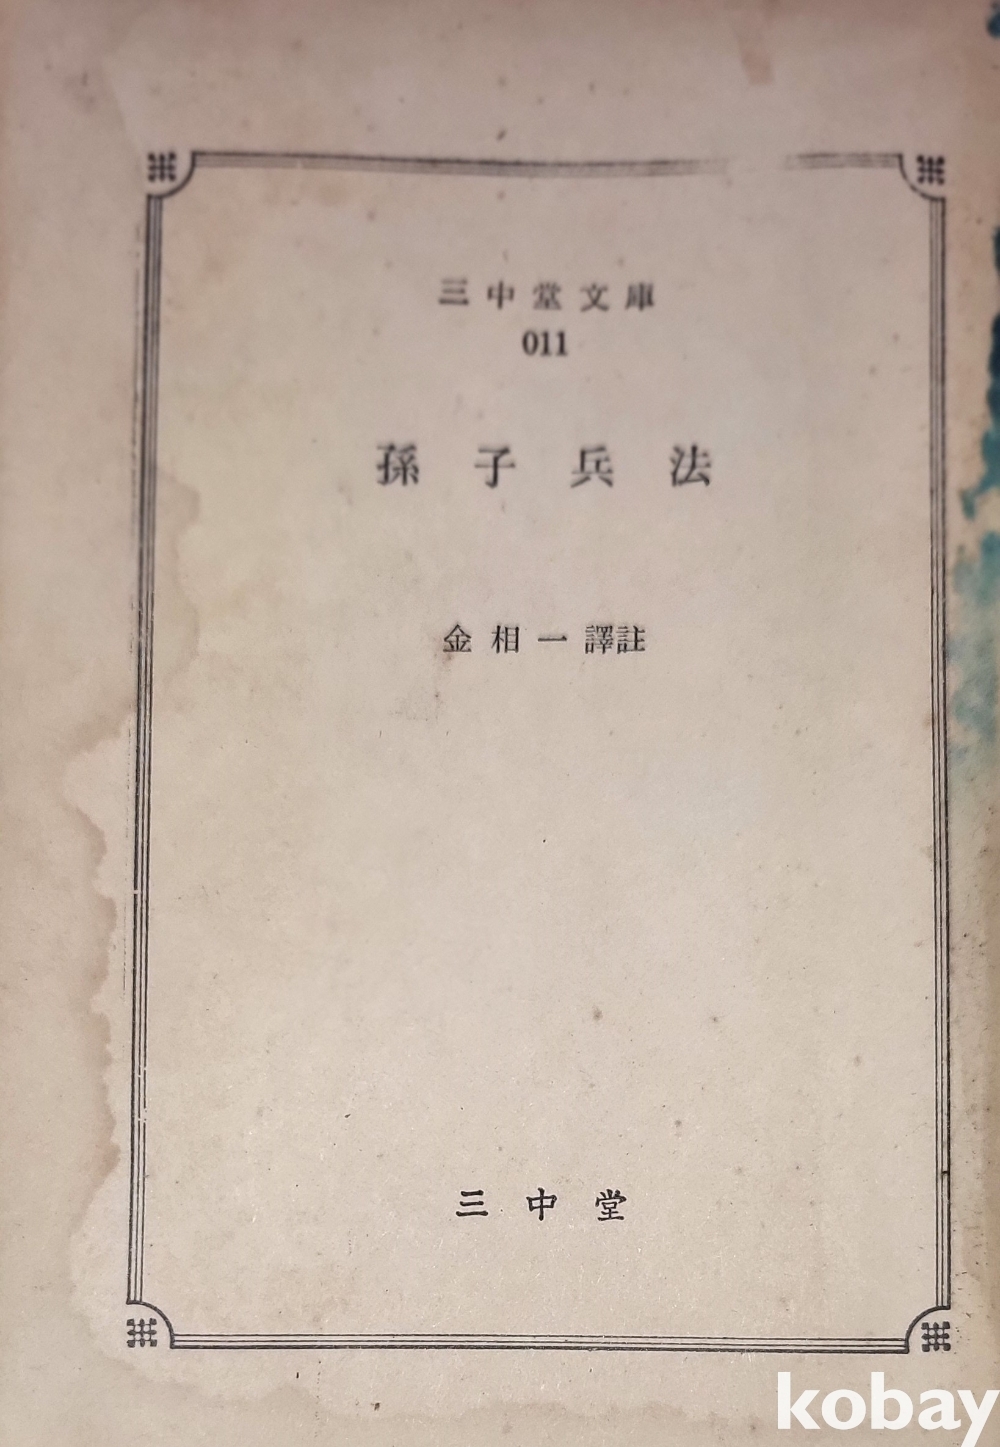 三中堂文庫
011
孫子兵法
金相一 譯註
三中堂
kobay